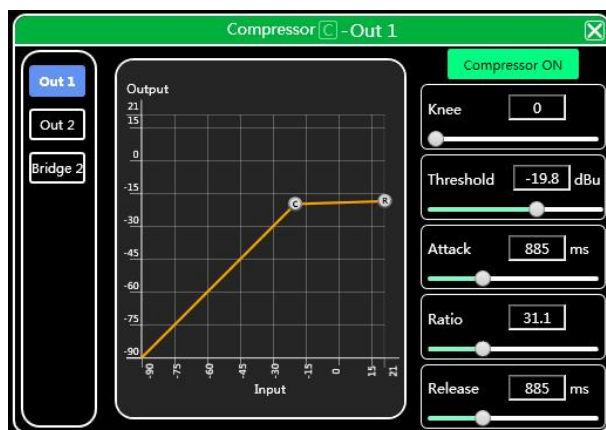 Compressor C - Out 1
Out 1
Out 2
Bridge 2
Output
21
15
0
-15
-30
-45
-60
-75
-90
C
R
-90
-75
-60
-45
-30
-15
0
15
21
Input
Compressor ON
Knee 0
Threshold -19.8 dBu
Attack 885 ms
Ratio 31.1
Release 885 ms